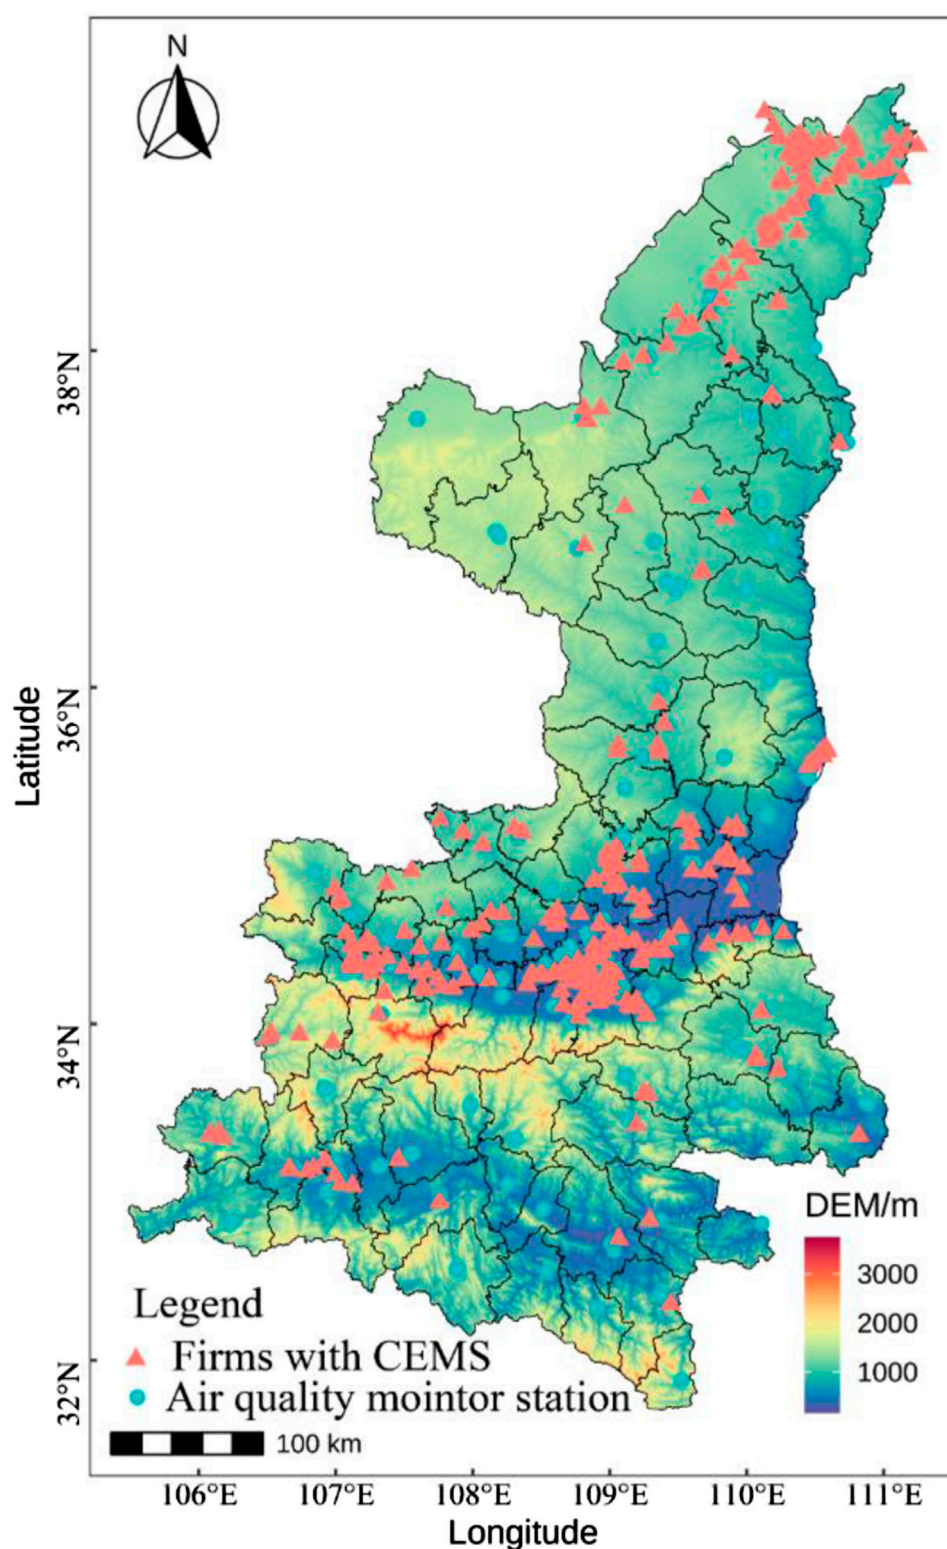 N
38°N
36°N
34°N
32°N
Latitude
DEM/m
3000
2000
1000
Legend
Firms with CEMS
Air quality mointor station
100 km
106°E 107°E 108°E 109°E 110°E 111°E
Longitude